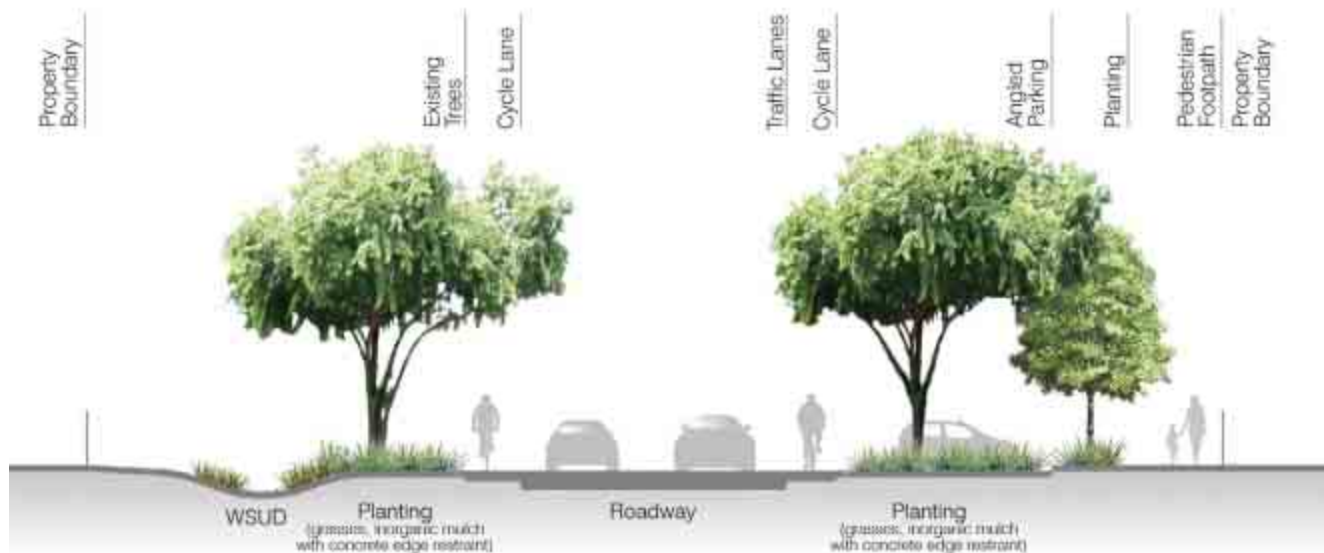 Property
Boundary
Existing
Trees
Cycle Lane
Traffic Lanes
Cycle Lane
Angled
Parking
Planting
Pedestrian
Footpath
Property
Boundary
WSUD
Planting
(grasses, inorganic mulch
with concrete edge restraint)
Roadway
Planting
(grasses, inorganic mulch
with concrete edge restraint)